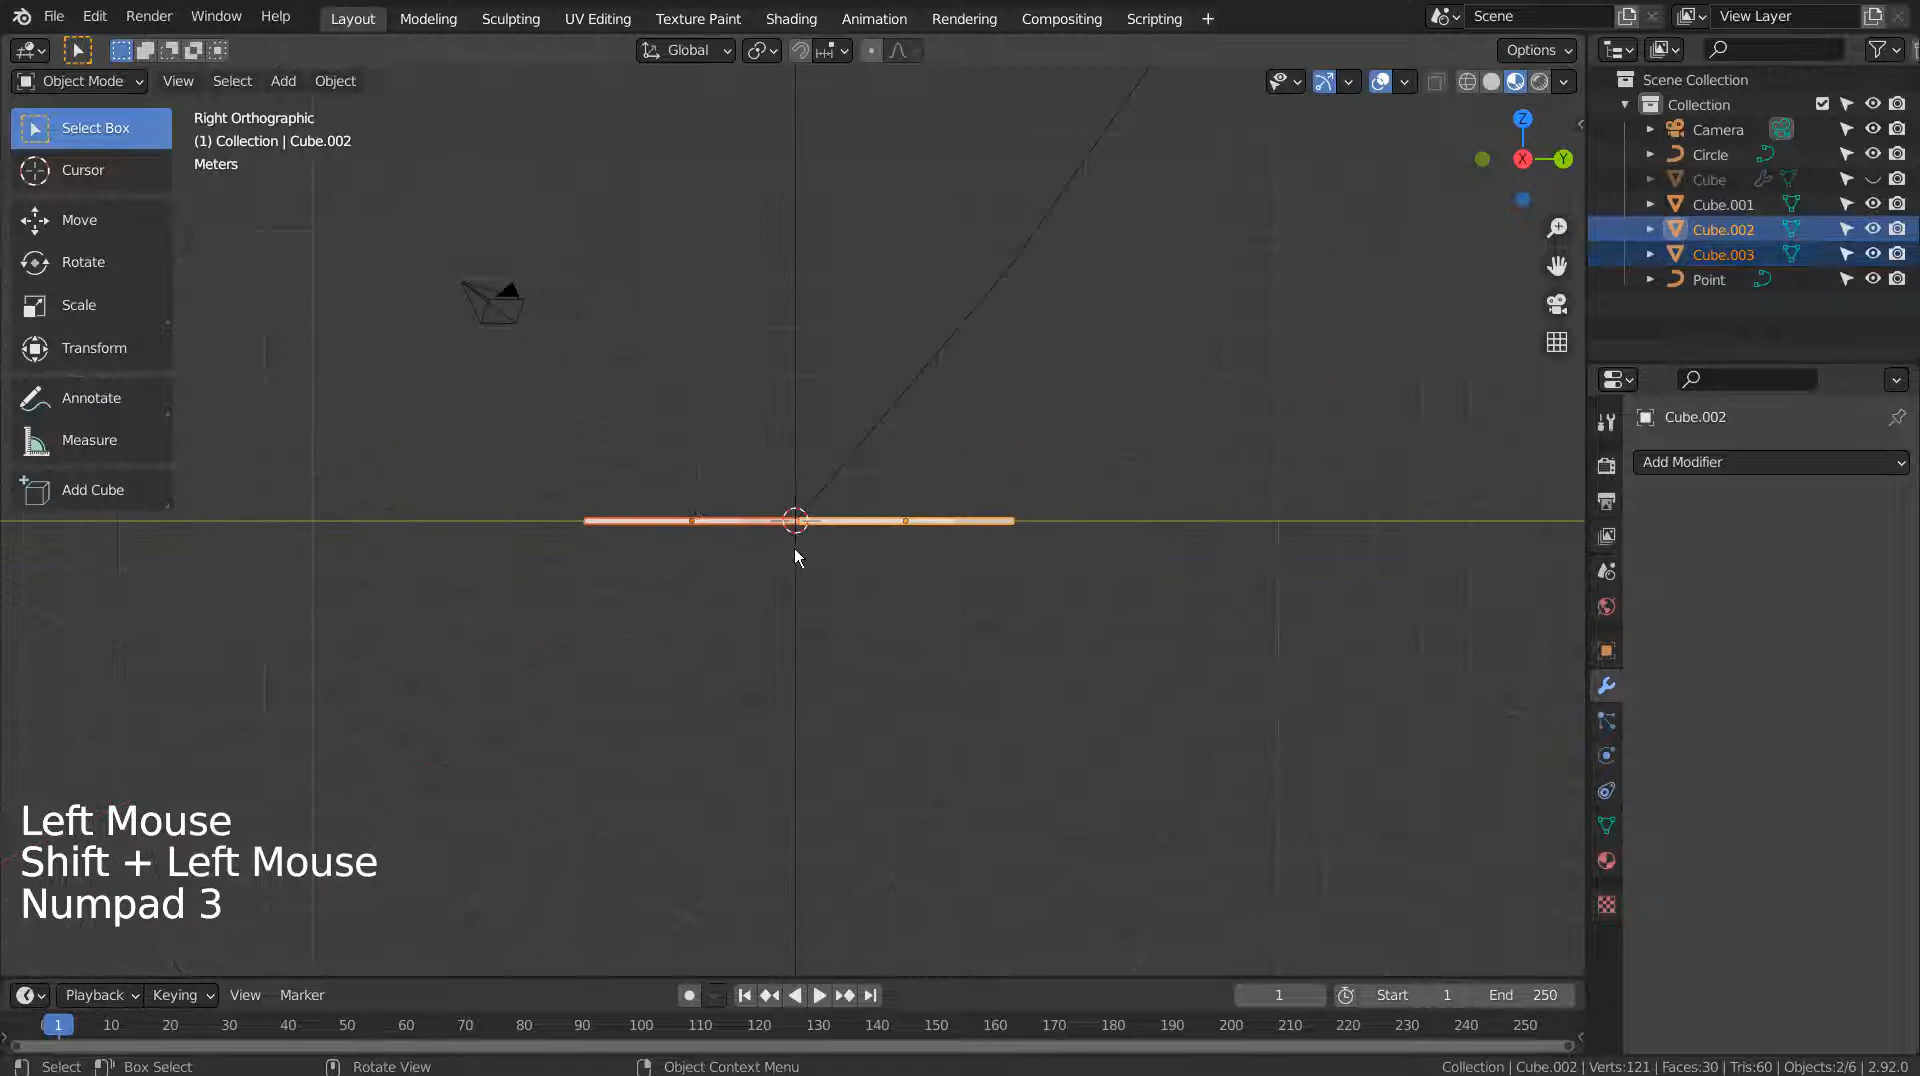 File Edit Render Window Help Layout Modeling Sculpting UV Editing Texture Paint Shading Animation Rendering Compositing Scripting + Scene View Layer
Global Options
Object Mode View Select Add Object
Scene Collection
Collection
Camera
Circle
Cube
Cube.001
Cube.002
Cube.003
Point
Select Box
Cursor
Move
Rotate
Scale
Transform
Annotate
Measure
Add Cube
Right Orthographic
(1) Collection | Cube.002
Meters
Z
X
Y
Cube.002
Add Modifier
Left Mouse
Shift + Left Mouse
Numpad 3
Playback Keying View Marker 1 Start 1 End 250
1 10 20 30 40 50 60 70 80 90 100 110 120 130 140 150 160 170 180 190 200 210 220 230 240 250
Select Box Select Rotate View Object Context Menu Collection | Cube.002 | Verts:121 | Faces:30 | Tris:60 | Objects:2/6 | 2.92.0